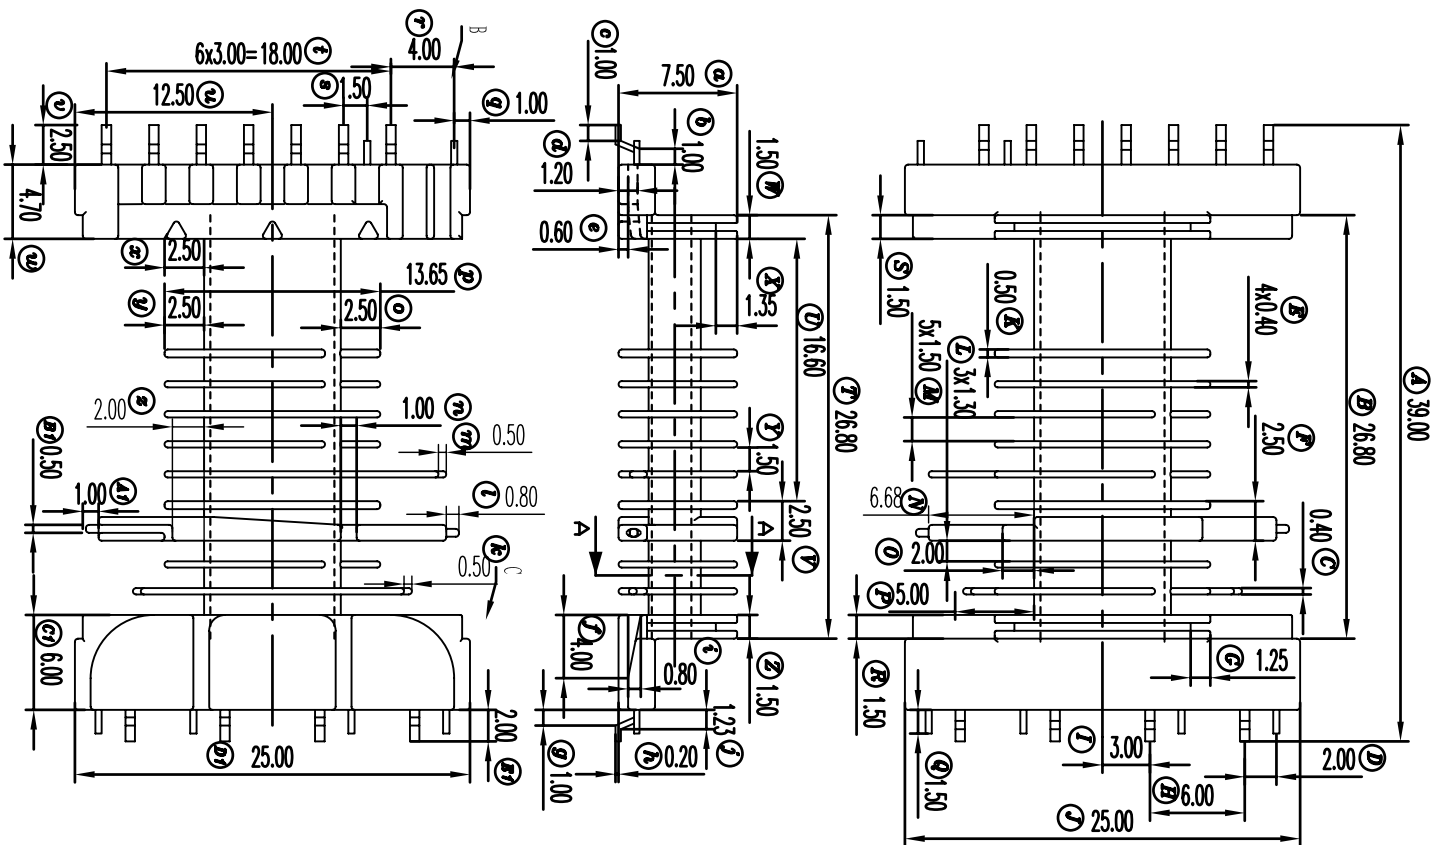 r 4.00
B
t 6x3.00=18.00
s 1.50
u 12.50
q 1.00
v 2.50
4.70 w
x 2.50
13.65 p
y 2.50
2.50 o
2.00 z
1.00 n
m 0.50
B1 0.50
1.00 A1
l 0.80
0.50 k
C
C1 6.00
2.00 E1
D1 25.00
c 1.00
7.50 a
b 1.00
d 1.20
1.50 W
0.60 e
X 1.35
U 16.60
T 26.80
Y 1.50
2.50 V
A A
f 4.00
i 0.80
Z 1.50
1.23 j
h 0.20
g 1.00
A 39.00
B 26.80
S 1.50
0.50 K
4x0.40 E
L 3x1.30
5x1.50 M
F 2.50
6.68 N
0.40 C
O 2.00
P 5.00
G 1.25
R 1.50
I 3.00
2.00 D
Q 1.50
H 6.00
J 25.00